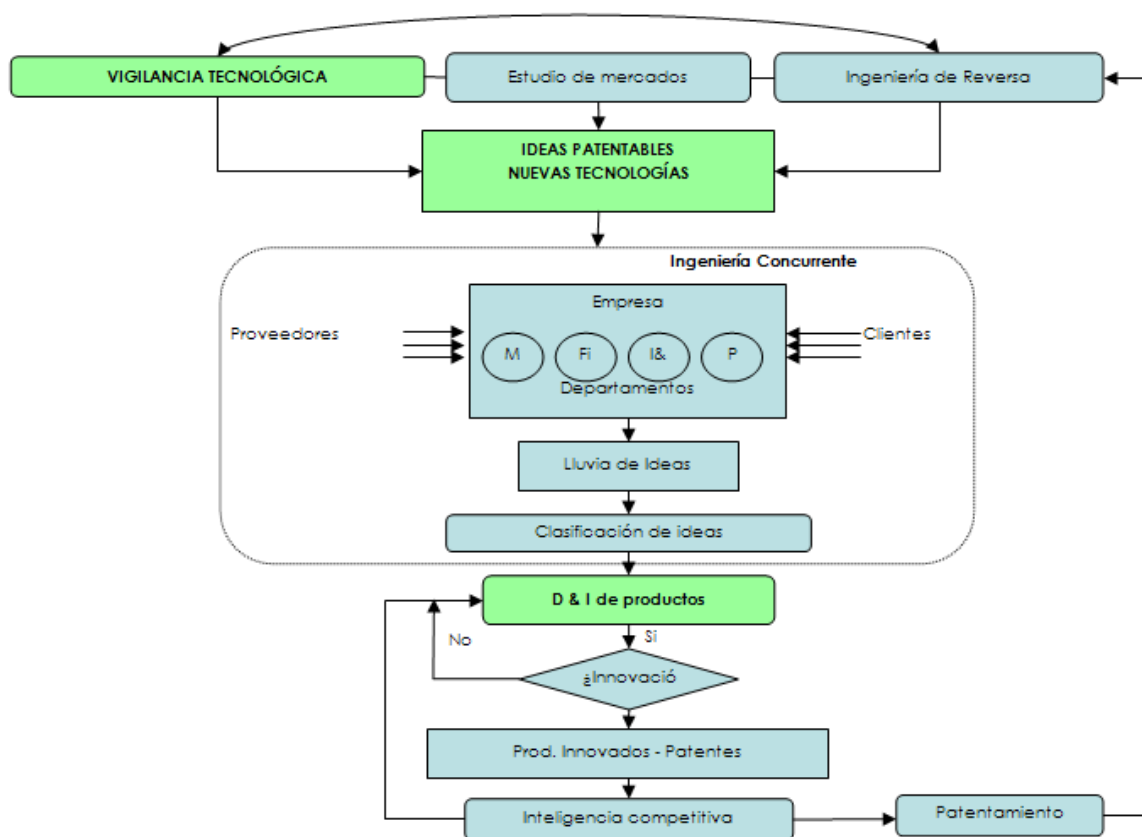 VIGILANCIA TECNOLÓGICA
Estudio de mercados
Ingeniería de Reversa
IDEAS PATENTABLES
NUEVAS TECNOLOGÍAS
Ingeniería Concurrente
Empresa
Proveedores
Clientes
M
Fi
I&
P
Departamentos
Lluvia de Ideas
Clasificación de ideas
D & I de productos
No
Si
¿Innovació
Prod. Innovados - Patentes
Inteligencia competitiva
Patentamiento